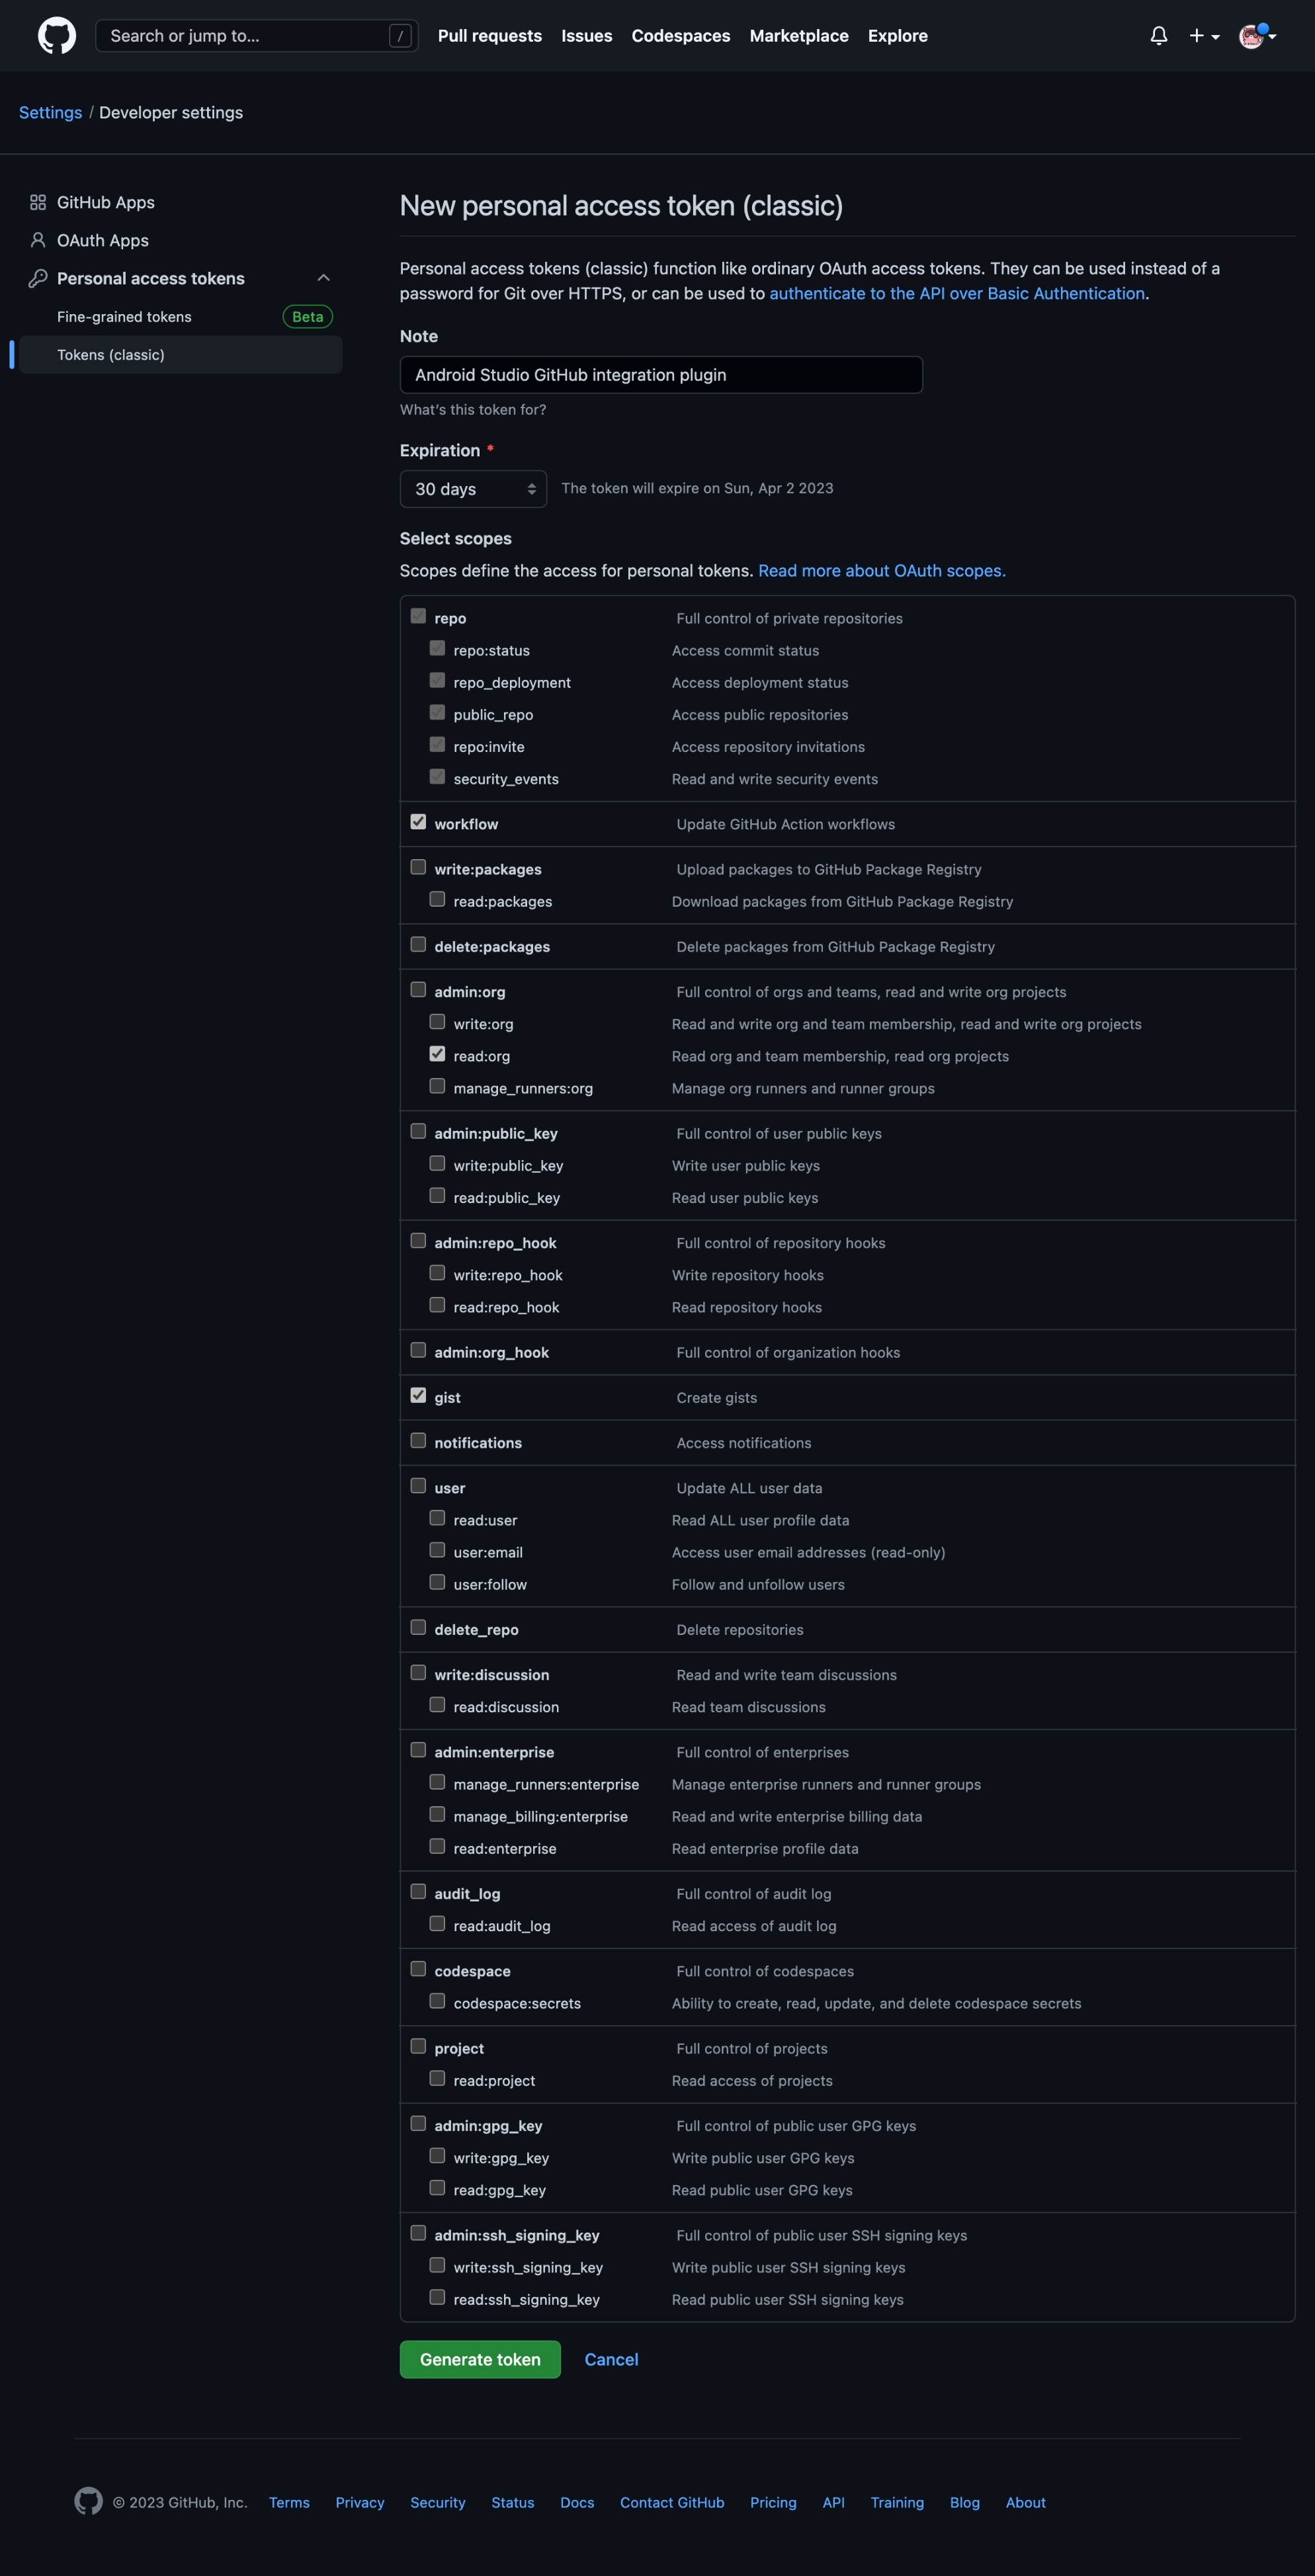 Search or jump to... /
Pull requests Issues Codespaces Marketplace Explore
Settings / Developer settings
GitHub Apps
OAuth Apps
Personal access tokens
Fine-grained tokens Beta
Tokens (classic)
New personal access token (classic)
Personal access tokens (classic) function like ordinary OAuth access tokens. They can be used instead of a
password for Git over HTTPS, or can be used to authenticate to the API over Basic Authentication.
Note
Android Studio GitHub integration plugin
What's this token for?
Expiration *
30 days The token will expire on Sun, Apr 2 2023
Select scopes
Scopes define the access for personal tokens. Read more about OAuth scopes.
repo Full control of private repositories
repo:status Access commit status
repo_deployment Access deployment status
public_repo Access public repositories
repo:invite Access repository invitations
security_events Read and write security events
workflow Update GitHub Action workflows
write:packages Upload packages to GitHub Package Registry
read:packages Download packages from GitHub Package Registry
delete:packages Delete packages from GitHub Package Registry
admin:org Full control of orgs and teams, read and write org projects
write:org Read and write org and team membership, read and write org projects
read:org Read org and team membership, read org projects
manage_runners:org Manage org runners and runner groups
admin:public_key Full control of user public keys
write:public_key Write user public keys
read:public_key Read user public keys
admin:repo_hook Full control of repository hooks
write:repo_hook Write repository hooks
read:repo_hook Read repository hooks
admin:org_hook Full control of organization hooks
gist Create gists
notifications Access notifications
user Update ALL user data
read:user Read ALL user profile data
user:email Access user email addresses (read-only)
user:follow Follow and unfollow users
delete_repo Delete repositories
write:discussion Read and write team discussions
read:discussion Read team discussions
admin:enterprise Full control of enterprises
manage_runners:enterprise Manage enterprise runners and runner groups
manage_billing:enterprise Read and write enterprise billing data
read:enterprise Read enterprise profile data
audit_log Full control of audit log
read:audit_log Read access of audit log
codespace Full control of codespaces
codespace:secrets Ability to create, read, update, and delete codespace secrets
project Full control of projects
read:project Read access of projects
admin:gpg_key Full control of public user GPG keys
write:gpg_key Write public user GPG keys
read:gpg_key Read public user GPG keys
admin:ssh_signing_key Full control of public user SSH signing keys
write:ssh_signing_key Write public user SSH signing keys
read:ssh_signing_key Read public user SSH signing keys
Generate token Cancel
© 2023 GitHub, Inc. Terms Privacy Security Status Docs Contact GitHub Pricing API Training Blog About